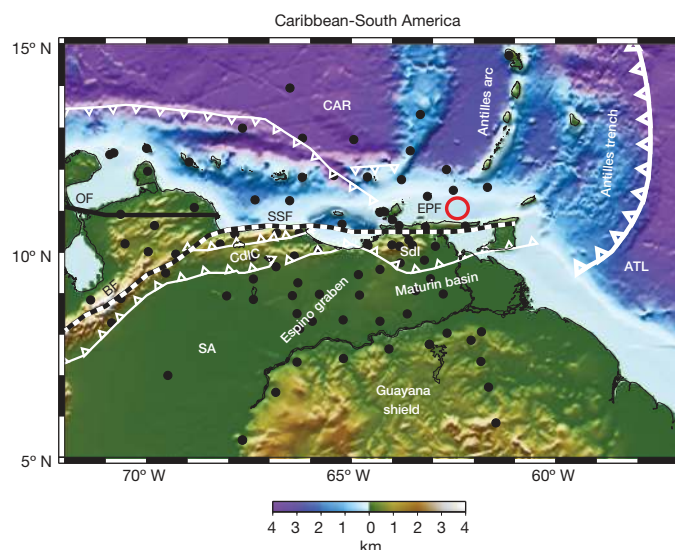 Caribbean-South America
15° N
CAR
Antilles arc
Antilles trench
OF
SSF
EPF
10° N
CdlC
SdI
ATL
BF
Espino graben
Maturin basin
SA
Guayana
shield
5° N
70° W
65° W
60° W
4 3 2 1 0 1 2 3 4
km